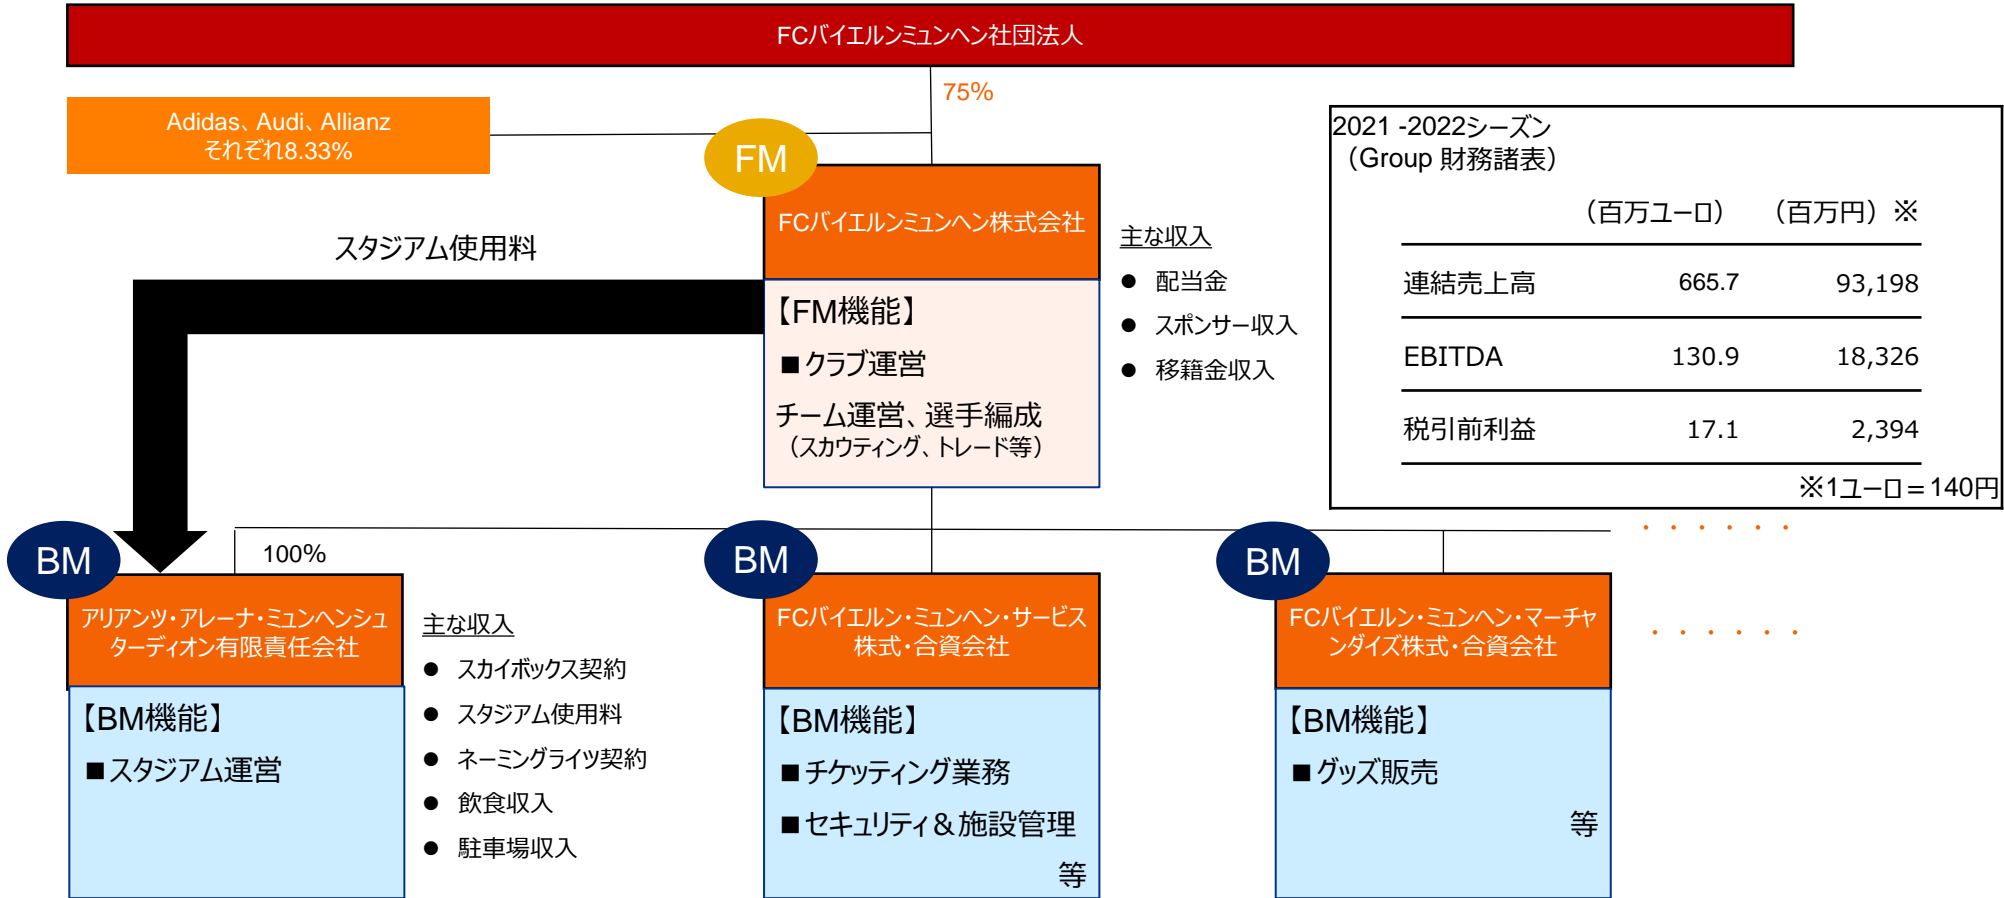 FCバイエルンミュンヘン社団法人
75%
Adidas、Audi、Allianz
それぞれ8.33%
FM
FCバイエルンミュンヘン株式会社
【FM機能】
■クラブ運営
チーム運営、選手編成
（スカウティング、トレード等）
主な収入
● 配当金
● スポンサー収入
● 移籍金収入
スタジアム使用料
2021 -2022シーズン
（Group 財務諸表）
（百万ユーロ） （百万円）※
連結売上高 665.7 93,198
EBITDA 130.9 18,326
税引前利益 17.1 2,394
※1ユーロ＝140円
・・・・・・
BM
100%
アリアンツ・アレーナ・ミュンヘンシュ
ターディオン有限責任会社
【BM機能】
■スタジアム運営
主な収入
● スカイボックス契約
● スタジアム使用料
● ネーミングライツ契約
● 飲食収入
● 駐車場収入
BM
FCバイエルン・ミュンヘン・サービス
株式・合資会社
【BM機能】
■チケッティング業務
■セキュリティ＆施設管理
等
BM
FCバイエルン・ミュンヘン・マーチャ
ンダイズ株式・合資会社
【BM機能】
■グッズ販売
等
・・・・・・